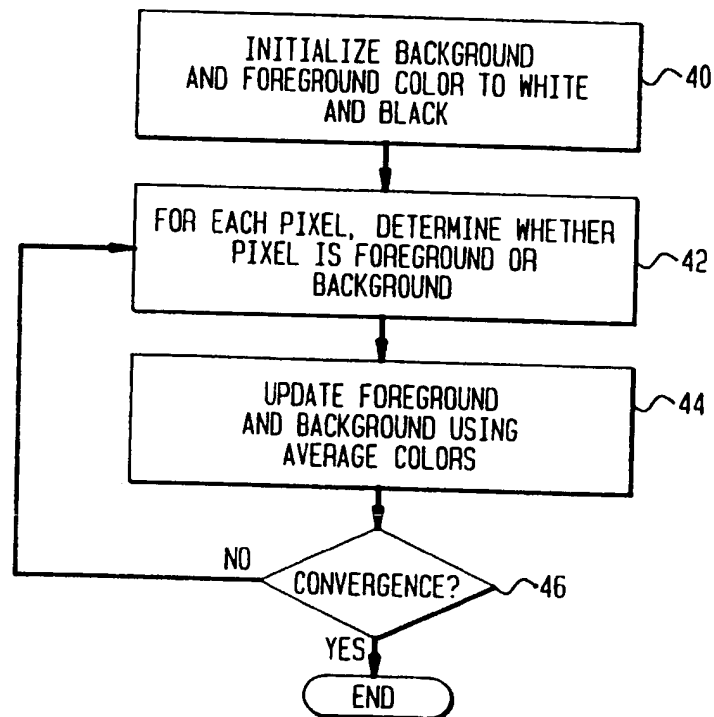 INITIALIZE BACKGROUND
AND FOREGROUND COLOR TO WHITE
AND BLACK
40
FOR EACH PIXEL, DETERMINE WHETHER
PIXEL IS FOREGROUND OR
BACKGROUND
42
UPDATE FOREGROUND
AND BACKGROUND USING
AVERAGE COLORS
44
NO
CONVERGENCE?
46
YES
END